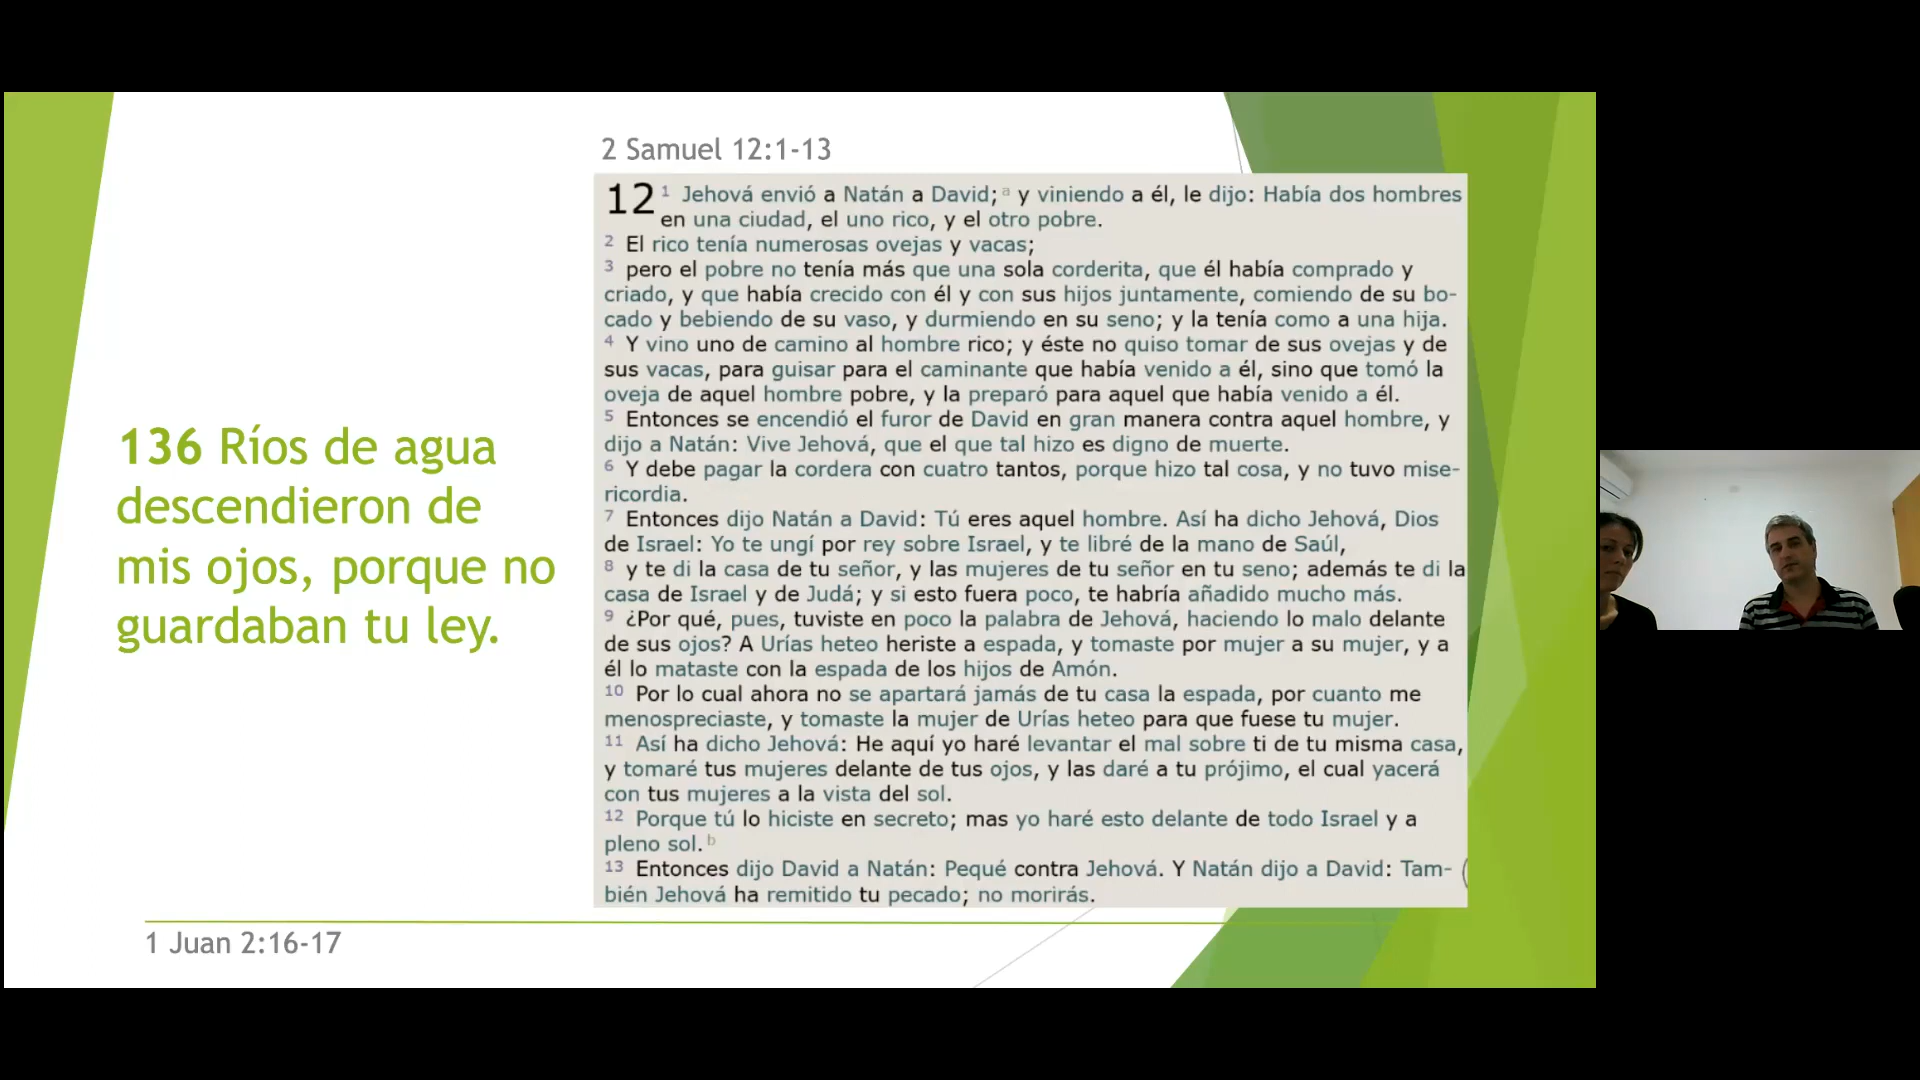 136 Ríos de agua
descendieron de
mis ojos, porque no
guardaban tu ley.
2 Samuel 12:1-13
12 1 Jehová envió a Natán a David; a y viniendo a él, le dijo: Había dos hombres
en una ciudad, el uno rico, y el otro pobre.
2 El rico tenía numerosas ovejas y vacas;
3 pero el pobre no tenía más que una sola corderita, que él había comprado y
criado, y que había crecido con él y con sus hijos juntamente, comiendo de su bo-
cado y bebiendo de su vaso, y durmiendo en su seno; y la tenía como a una hija.
4 Y vino uno de camino al hombre rico; y éste no quiso tomar de sus ovejas y de
sus vacas, para guisar para el caminante que había venido a él, sino que tomó la
oveja de aquel hombre pobre, y la preparó para aquel que había venido a él.
5 Entonces se encendió el furor de David en gran manera contra aquel hombre, y
dijo a Natán: Vive Jehová, que el que tal hizo es digno de muerte.
6 Y debe pagar la cordera con cuatro tantos, porque hizo tal cosa, y no tuvo mise-
ricordia.
7 Entonces dijo Natán a David: Tú eres aquel hombre. Así ha dicho Jehová, Dios
de Israel: Yo te ungí por rey sobre Israel, y te libré de la mano de Saúl,
8 y te di la casa de tu señor, y las mujeres de tu señor en tu seno; además te di la
casa de Israel y de Judá; y si esto fuera poco, te habría añadido mucho más.
9 ¿Por qué, pues, tuviste en poco la palabra de Jehová, haciendo lo malo delante
de sus ojos? A Urías heteo heriste a espada, y tomaste por mujer a su mujer, y a
él lo mataste con la espada de los hijos de Amón.
10 Por lo cual ahora no se apartará jamás de tu casa la espada, por cuanto me
menospreciaste, y tomaste la mujer de Urías heteo para que fuese tu mujer.
11 Así ha dicho Jehová: He aquí yo haré levantar el mal sobre ti de tu misma casa,
y tomaré tus mujeres delante de tus ojos, y las daré a tu prójimo, el cual yacerá
con tus mujeres a la vista del sol.
12 Porque tú lo hiciste en secreto; mas yo haré esto delante de todo Israel y a
pleno sol. b
13 Entonces dijo David a Natán: Pequé contra Jehová. Y Natán dijo a David: Tam-
bién Jehová ha remitido tu pecado; no morirás.
1 Juan 2:16-17